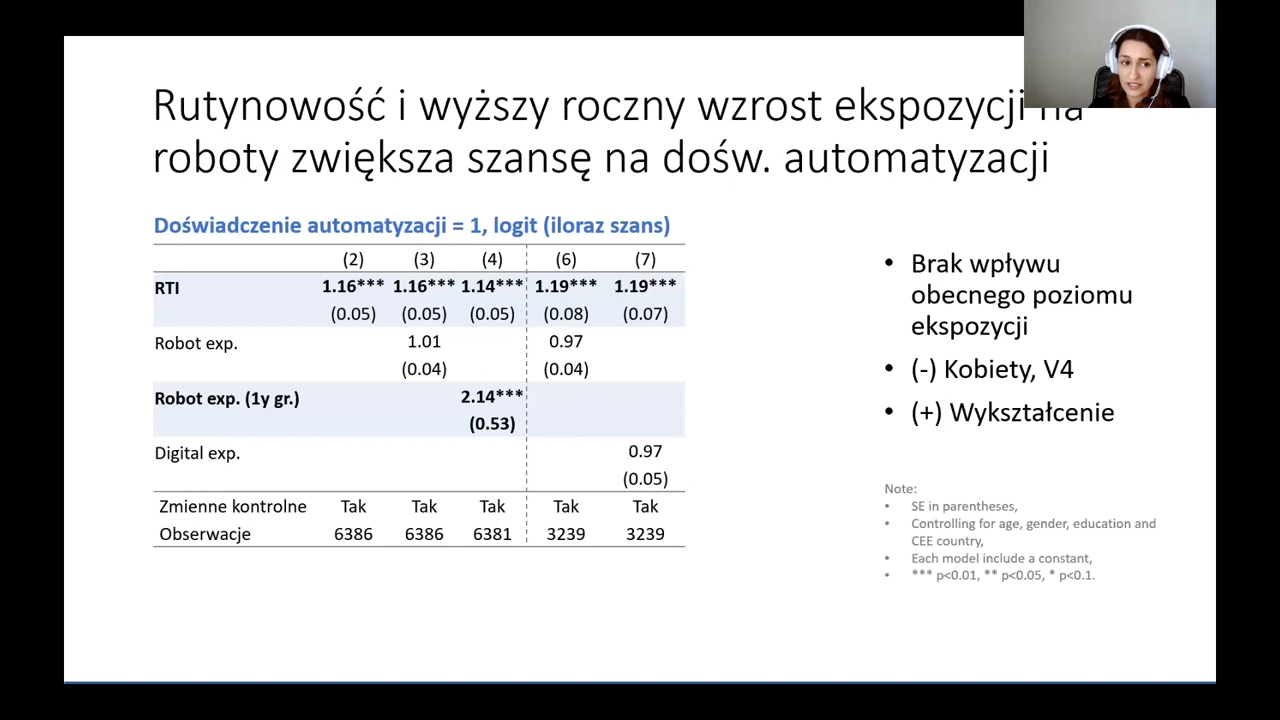 Rutynowość i wyższy roczny wzrost ekspozycji na
roboty zwiększa szansę na dośw. automatyzacji
Doświadczenie automatyzacji = 1, logit (iloraz szans)
(2) (3) (4) (6) (7)
RTI 1.16*** 1.16*** 1.14*** 1.19*** 1.19***
(0.05) (0.05) (0.05) (0.08) (0.07)
Robot exp. 1.01 0.97
(0.04) (0.04)
Robot exp. (1y gr.) 2.14***
(0.53)
Digital exp. 0.97
(0.05)
Zmienne kontrolne Tak Tak Tak Tak Tak
Obserwacje 6386 6386 6381 3239 3239
• Brak wpływu
obecnego poziomu
ekspozycji
• (-) Kobiety, V4
• (+) Wykształcenie
Note:
• SE in parentheses,
• Controlling for age, gender, education and
CEE country,
• Each model include a constant,
• *** p<0.01, ** p<0.05, * p<0.1.